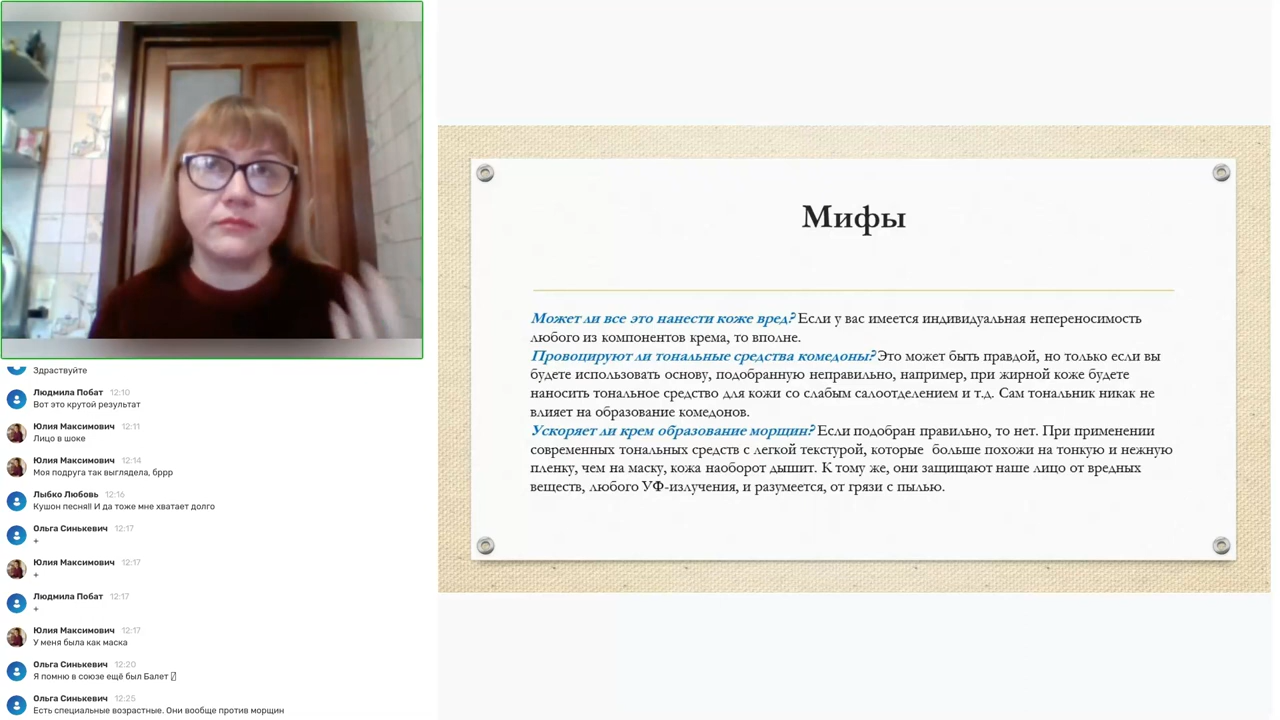 Здраствуйте
Людмила Побат 12:10
Вот это крутой результат
Юлия Максимович 12:11
Лицо в шоке
Юлия Максимович 12:14
Моя подруга так выглядела, бррр
Лыбко Любовь 12:16
Кушон песня!! И да тоже мне хватает долго
Ольга Синькевич 12:17
+
Юлия Максимович 12:17
+
Людмила Побат 12:17
+
Юлия Максимович 12:17
У меня была как маска
Ольга Синькевич 12:20
Я помню в союзе ещё был Балет
Ольга Синькевич 12:25
Есть специальные возрастные. Они вообще против морщин
Мифы
Может ли все это нанести коже вред? Если у вас имеется индивидуальная непереносимость
любого из компонентов крема, то вполне.
Провоцируют ли тональные средства комедоны? Это может быть правдой, но только если вы
будете использовать основу, подобранную неправильно, например, при жирной коже будете
наносить тональное средство для кожи со слабым салоотделением и т.д. Сам тональник никак не
влияет на образование комедонов.
Ускоряет ли крем образование морщин? Если подобран правильно, то нет. При применении
современных тональных средств с легкой текстурой, которые больше похожи на тонкую и нежную
пленку, чем на маску, кожа наоборот дышит. К тому же, они защищают наше лицо от вредных
веществ, любого УФ-излучения, и разумеется, от грязи с пылью.